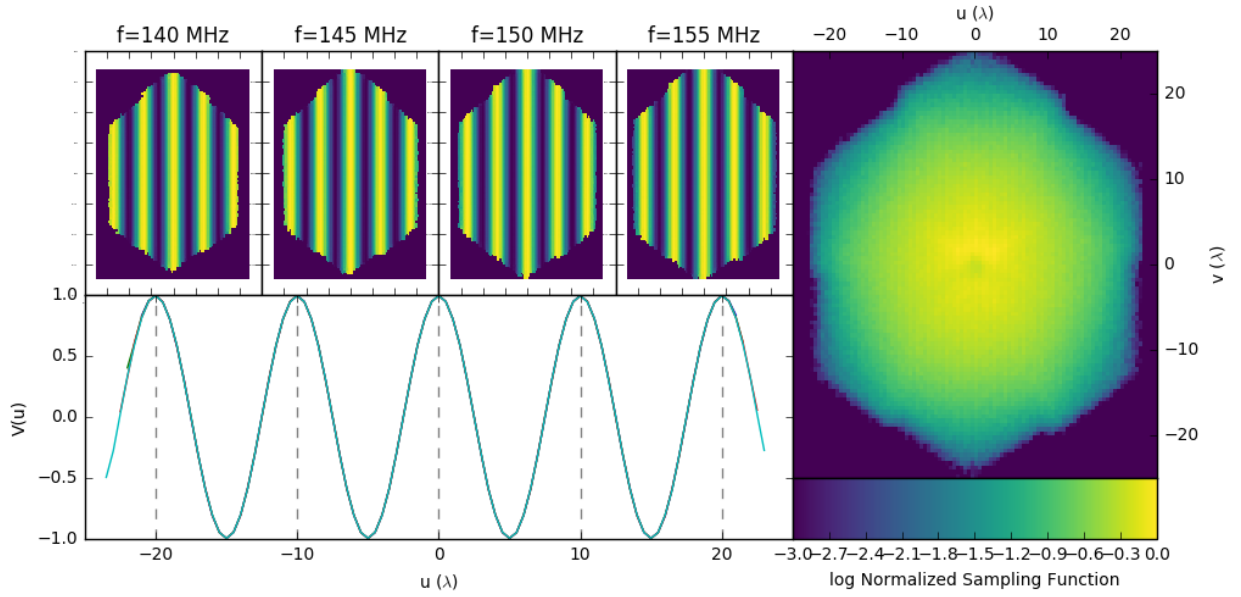 f=140 MHz f=145 MHz f=150 MHz f=155 MHz
u (λ)
−20 −10 0 10 20
20
10
0
−10
−20
v (λ)
1.0
0.5
0.0
−0.5
−1.0
V(u)
−20 −10 0 10 20
u (λ)
−3.0 −2.7 −2.4 −2.1 −1.8 −1.5 −1.2 −0.9 −0.6 −0.3 0.0
log Normalized Sampling Function